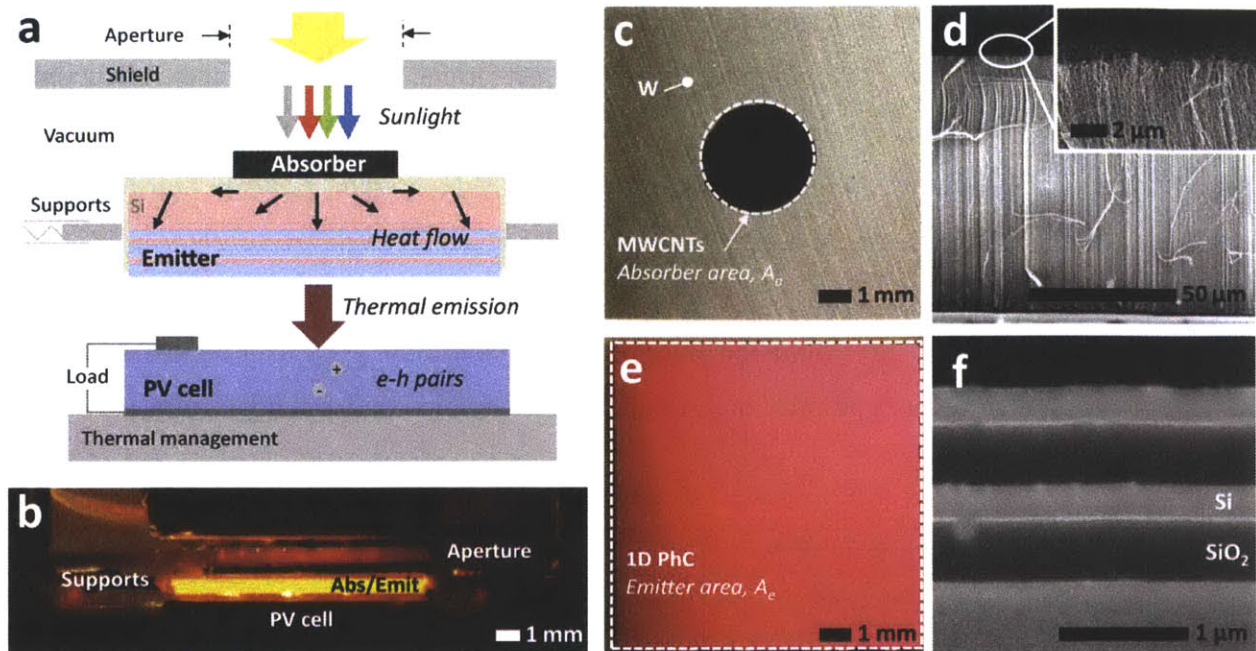 a
Aperture
Shield
Sunlight
Vacuum
Absorber
Supports
Si
Heat flow
Emitter
Thermal emission
Load
+
e-h pairs
PV cell
-
Thermal management
b
Aperture
Supports
Abs/Emit
PV cell
1 mm
c
W
MWCNTs
Absorber area, Aₐ
1 mm
d
2 µm
50 µm
e
1D PhC
Emitter area, Aₑ
1 mm
f
Si
SiO₂
1 µm